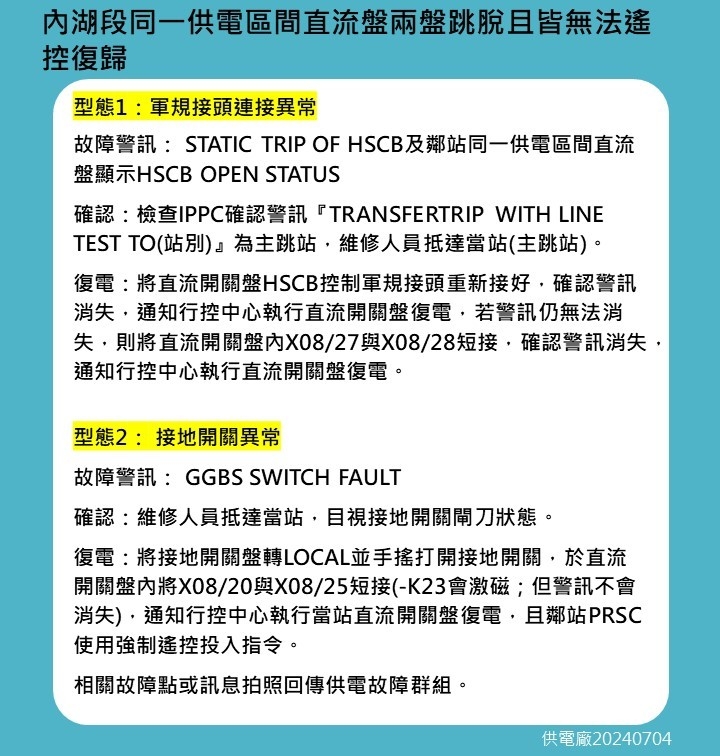 內湖段同一供電區間直流盤兩盤跳脫且皆無法遙
控復歸
型態1：軍規接頭連接異常
故障警訊： STATIC TRIP OF HSCB及鄰站同一供電區間直流
盤顯示HSCB OPEN STATUS
確認：檢查IPPC確認警訊『TRANSFERTRIP WITH LINE
TEST TO(站別)』為主跳站，維修人員抵達當站(主跳站)。
復電：將直流開關盤HSCB控制軍規接頭重新接好，確認警訊
消失，通知行控中心執行直流開關盤復電，若警訊仍無法消
失，則將直流開關盤內X08/27與X08/28短接，確認警訊消失，
通知行控中心執行直流開關盤復電。
型態2： 接地開關異常
故障警訊： GGBS SWITCH FAULT
確認：維修人員抵達當站，目視接地開關閘刀狀態。
復電：將接地開關盤轉LOCAL並手搖打開接地開關，於直流
開關盤內將X08/20與X08/25短接(-K23會激磁；但警訊不會
消失)，通知行控中心執行當站直流開關盤復電，且鄰站PRSC
使用強制遙控投入指令。
相關故障點或訊息拍照回傳供電故障群組。
供電廠20240704